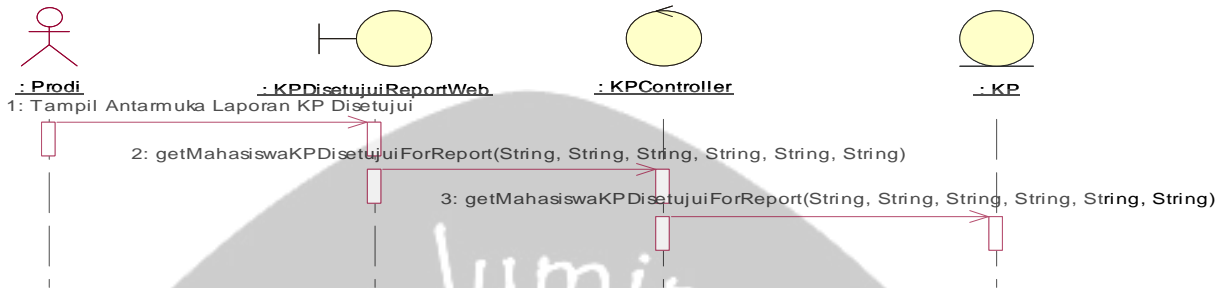 : Prodi
: KPDisetujuiReportWeb
: KPController
: KP
1: Tampil Antarmuka Laporan KP Disetujui
2: getMahasiswaKPDisetujuiForReport(String, String, String, String, String, String)
3: getMahasiswaKPDisetujuiForReport(String, String, String, String, String, String)